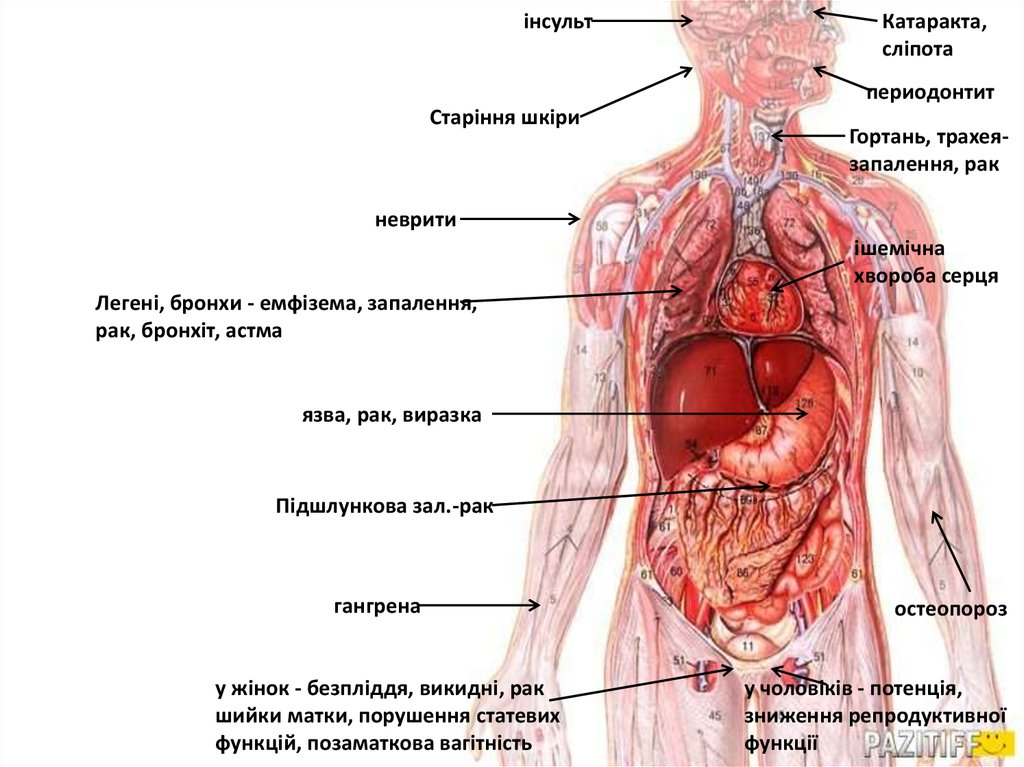 інсульт
Катаракта,
сліпота
периодонтит
Старіння шкіри
Гортань, трахея-
запалення, рак
неврити
ішемічна
хвороба серця
Легені, бронхи - емфізема, запалення,
рак, бронхіт, астма
язва, рак, виразка
Підшлункова зал.-рак
гангрена
остеопороз
у жінок - безпліддя, викидні, рак
шийки матки, порушення статевих
функцій, позаматкова вагітність
у чоловіків - потенція,
зниження репродуктивної
функції
PAZITIFF